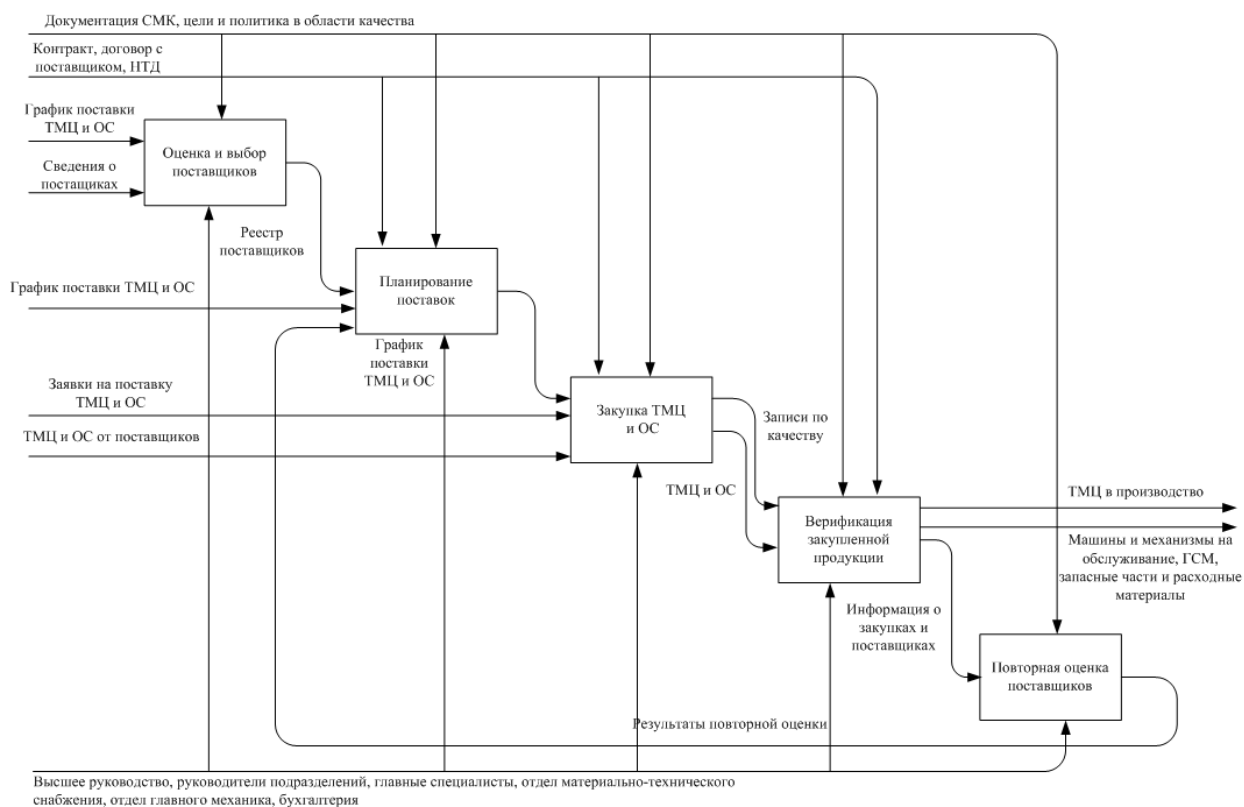 Документация СМК, цели и политика в области качества
Контракт, договор с
поставщиком, НТД
График поставки
ТМЦ и ОС
Сведения о
постащиках
Оценка и выбор
поставщиков
Реестр
поставщиков
График поставки ТМЦ и ОС
Планирование
поставок
График
поставки
ТМЦ и ОС
Заявки на поставку
ТМЦ и ОС
ТМЦ и ОС от поставщиков
Закупка ТМЦ
и ОС
Записи по
качеству
ТМЦ и ОС
Верификация
закупленной
продукции
ТМЦ в производство
Машины и механизмы на
обслуживание, ГСМ,
запасные части и расходные
материалы
Информация о
закупках и
поставщиках
Повторная оценка
поставщиков
Результаты повторной оценки
Высшее руководство, руководители подразделений, главные специалисты, отдел материально-технического
снабжения, отдел главного механика, бухгалтерия